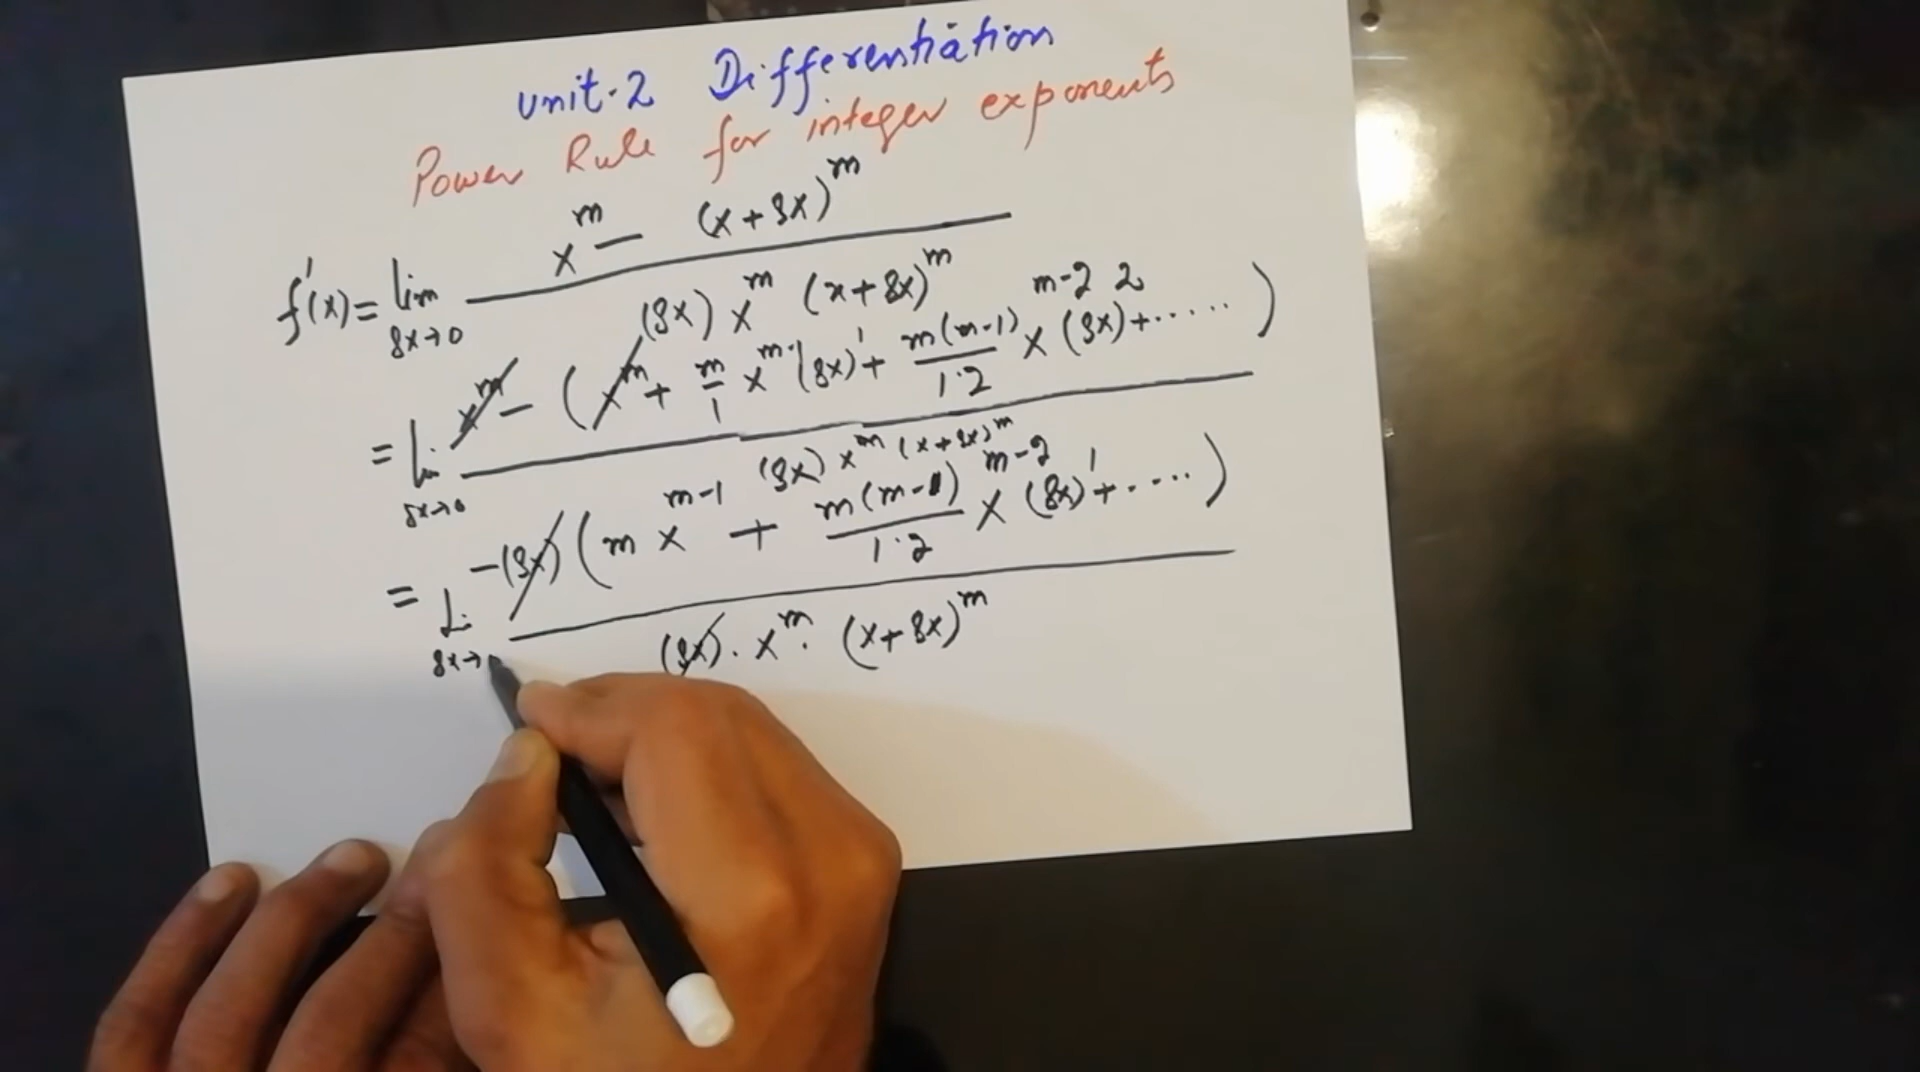 Unit-2 Differentiation
Power Rule for integer exponents
f'(x) = lim δx→0 x^m - (x+δx)^m / (δx) x^m (x+δx)^m
= Li δx→0 x^m - (x^m + m/1 x^m-1 (δx)^1 + m(m-1)/1·2 x^m-2 (δx)^2 + .....) / (δx) x^m (x+δx)^m
= Li δx→ -(δx) (m x^m-1 + m(m-1)/1·2 x^m-2 (δx)^1 + ....) / (δx) · x^m · (x+δx)^m